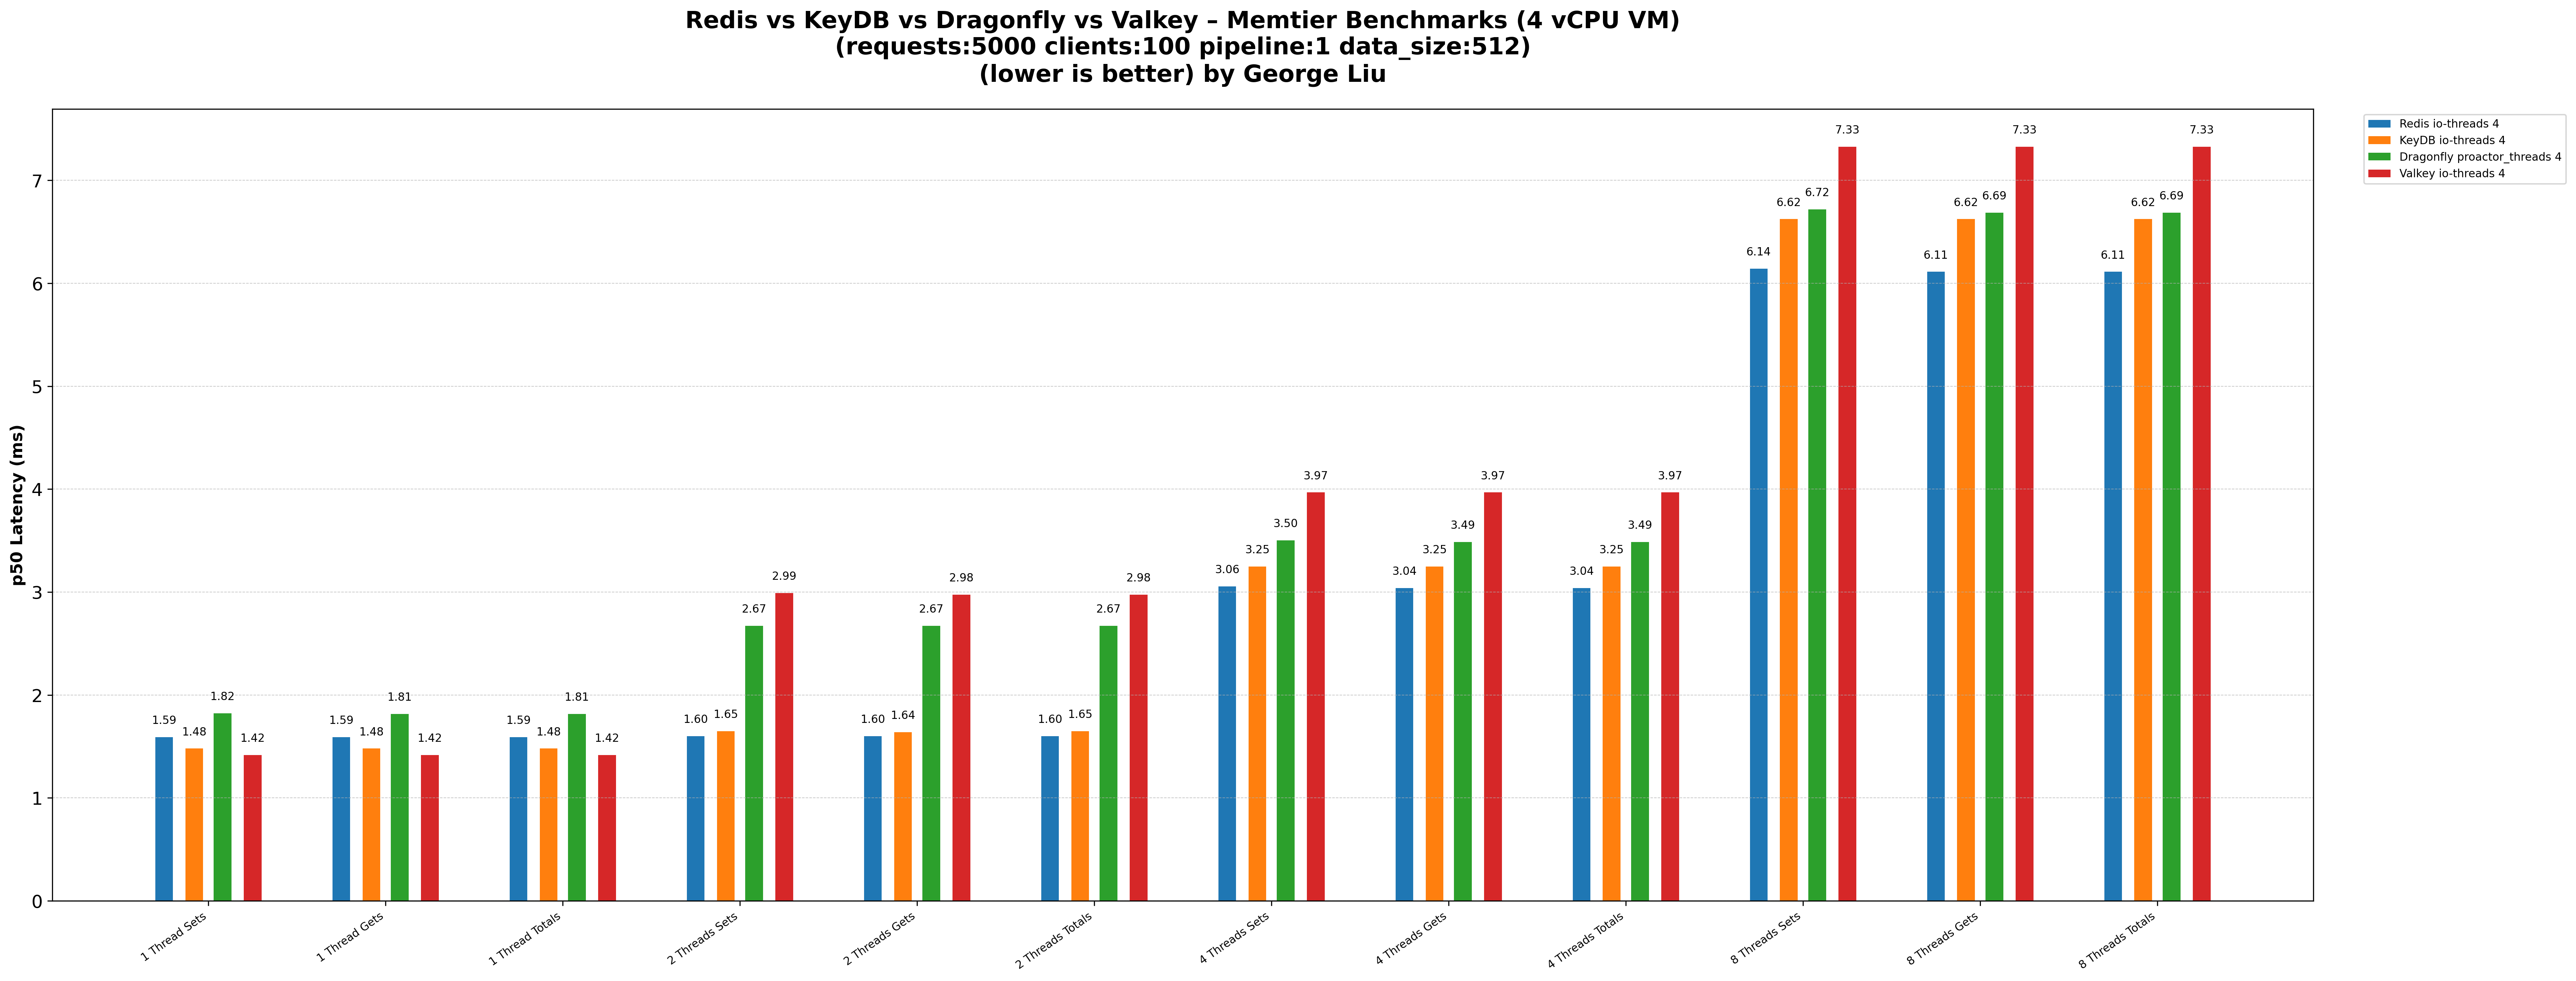 Redis vs KeyDB vs Dragonfly vs Valkey – Memtier Benchmarks (4 vCPU VM)
(requests:5000 clients:100 pipeline:1 data_size:512)
(lower is better) by George Liu
Redis io-threads 4
KeyDB io-threads 4
Dragonfly proactor_threads 4
Valkey io-threads 4
p50 Latency (ms)
7
6
5
4
3
2
1
0
1.59
1.48
1.82
1.42
1.59
1.48
1.81
1.42
1.59
1.48
1.81
1.42
1.60
1.65
2.67
2.99
1.60
1.64
2.67
2.98
1.60
1.65
2.67
2.98
3.06
3.25
3.50
3.97
3.04
3.25
3.49
3.97
3.04
3.25
3.49
3.97
6.14
6.62
6.72
7.33
6.11
6.62
6.69
7.33
6.11
6.62
6.69
7.33
1 Thread Sets
1 Thread Gets
1 Thread Totals
2 Threads Sets
2 Threads Gets
2 Threads Totals
4 Threads Sets
4 Threads Gets
4 Threads Totals
8 Threads Sets
8 Threads Gets
8 Threads Totals